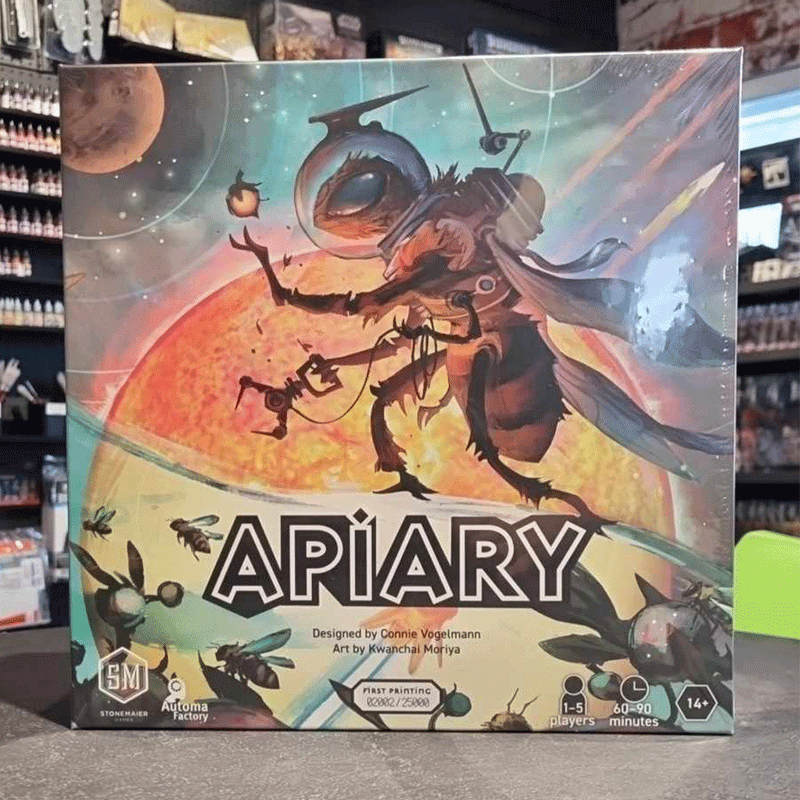 APiARY
Designed by Connie Vogelmann
Art by Kwanchai Moriya
SM
STONEMAIER
GAMES
Automa
Factory
FiRST PRiNTiNG
02002/25000
1-5
players
60-90
minutes
14+